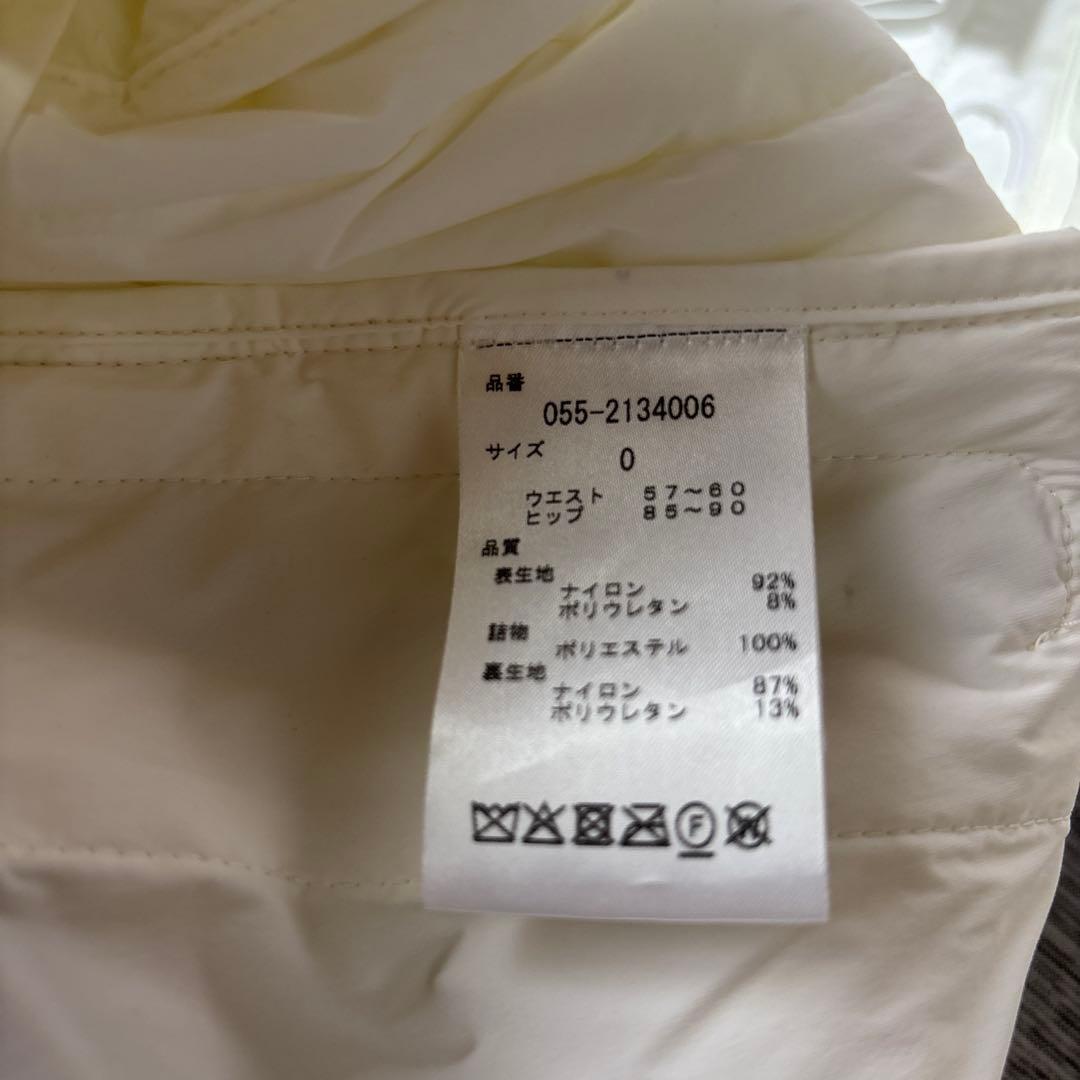 品番
055-2134006
サイズ 0
ウエスト 57～60
ヒップ 85～90
品質
表生地
ナイロン 92%
ポリウレタン 8%
詰物
ポリエステル 100%
裏生地
ナイロン 87%
ポリウレタン 13%
F W